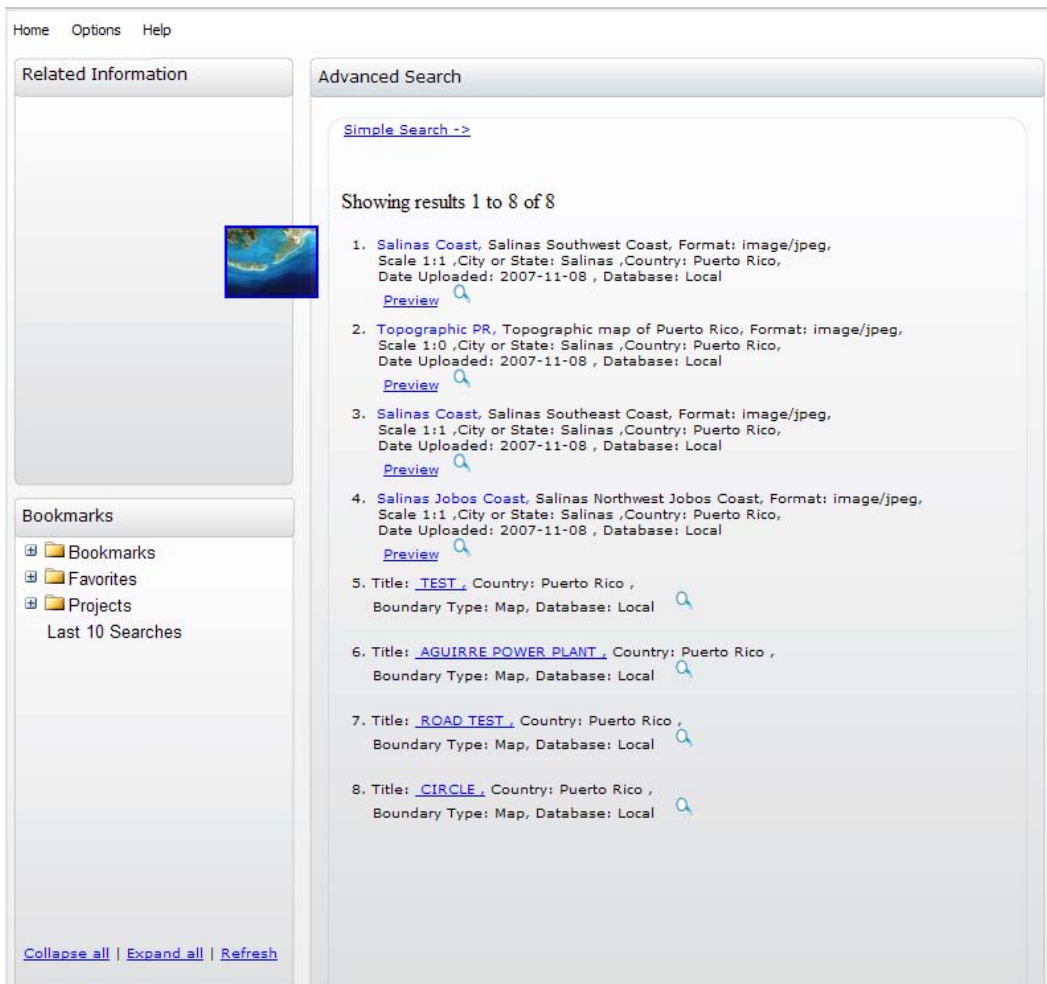 Home Options Help
Related Information
Advanced Search
Simple Search ->
Showing results 1 to 8 of 8
1. Salinas Coast, Salinas Southwest Coast, Format: image/jpeg,
Scale 1:1 ,City or State: Salinas ,Country: Puerto Rico,
Date Uploaded: 2007-11-08 , Database: Local
Preview
2. Topographic PR, Topographic map of Puerto Rico, Format: image/jpeg,
Scale 1:0 ,City or State: Salinas ,Country: Puerto Rico,
Date Uploaded: 2007-11-08 , Database: Local
Preview
3. Salinas Coast, Salinas Southeast Coast, Format: image/jpeg,
Scale 1:1 ,City or State: Salinas ,Country: Puerto Rico,
Date Uploaded: 2007-11-08 , Database: Local
Preview
4. Salinas Jobos Coast, Salinas Northwest Jobos Coast, Format: image/jpeg,
Scale 1:1 ,City or State: Salinas ,Country: Puerto Rico,
Date Uploaded: 2007-11-08 , Database: Local
Preview
5. Title: TEST , Country: Puerto Rico ,
Boundary Type: Map, Database: Local
6. Title: AGUIRRE POWER PLANT , Country: Puerto Rico ,
Boundary Type: Map, Database: Local
7. Title: ROAD TEST , Country: Puerto Rico ,
Boundary Type: Map, Database: Local
8. Title: CIRCLE , Country: Puerto Rico ,
Boundary Type: Map, Database: Local
Bookmarks
Bookmarks
Favorites
Projects
Last 10 Searches
Collapse all | Expand all | Refresh